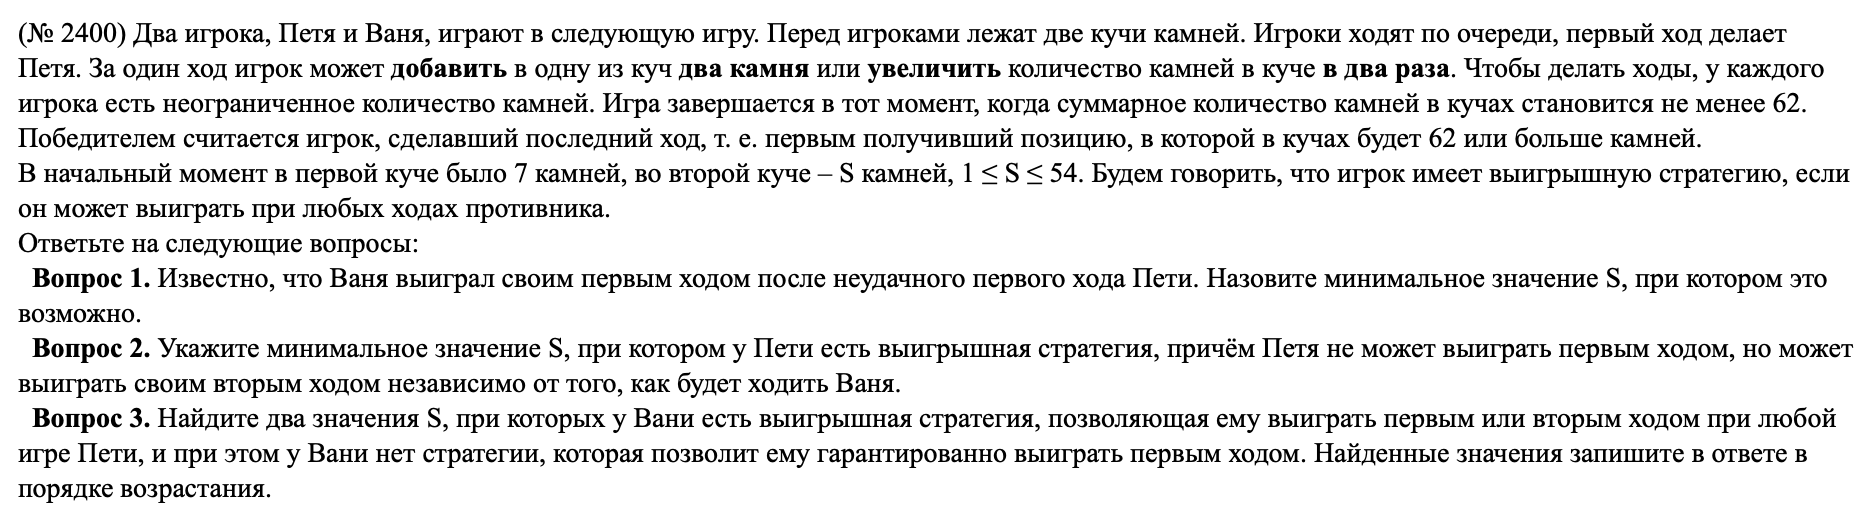 (№ 2400) Два игрока, Петя и Ваня, играют в следующую игру. Перед игроками лежат две кучи камней. Игроки ходят по очереди, первый ход делает
Петя. За один ход игрок может добавить в одну из куч два камня или увеличить количество камней в куче в два раза. Чтобы делать ходы, у каждого
игрока есть неограниченное количество камней. Игра завершается в тот момент, когда суммарное количество камней в кучах становится не менее 62.
Победителем считается игрок, сделавший последний ход, т. е. первым получивший позицию, в которой в кучах будет 62 или больше камней.
В начальный момент в первой куче было 7 камней, во второй куче – S камней, 1 ≤ S ≤ 54. Будем говорить, что игрок имеет выигрышную стратегию, если
он может выиграть при любых ходах противника.
Ответьте на следующие вопросы:
Вопрос 1. Известно, что Ваня выиграл своим первым ходом после неудачного первого хода Пети. Назовите минимальное значение S, при котором это
возможно.
Вопрос 2. Укажите минимальное значение S, при котором у Пети есть выигрышная стратегия, причём Петя не может выиграть первым ходом, но может
выиграть своим вторым ходом независимо от того, как будет ходить Ваня.
Вопрос 3. Найдите два значения S, при которых у Вани есть выигрышная стратегия, позволяющая ему выиграть первым или вторым ходом при любой
игре Пети, и при этом у Вани нет стратегии, которая позволит ему гарантированно выиграть первым ходом. Найденные значения запишите в ответе в
порядке возрастания.